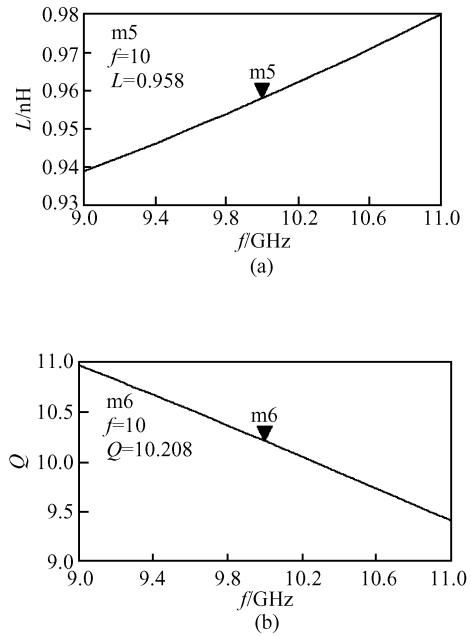 0.98
m5
f=10
L=0.958
0.97
0.96
0.95
0.94
0.93
L/nH
m5
9.0 9.4 9.8 10.2 10.6 11.0
f/GHz
(a)
11.0
m6
f=10
Q=10.208
10.5
10.0
9.5
9.0
Q
m6
9.0 9.4 9.8 10.2 10.6 11.0
f/GHz
(b)